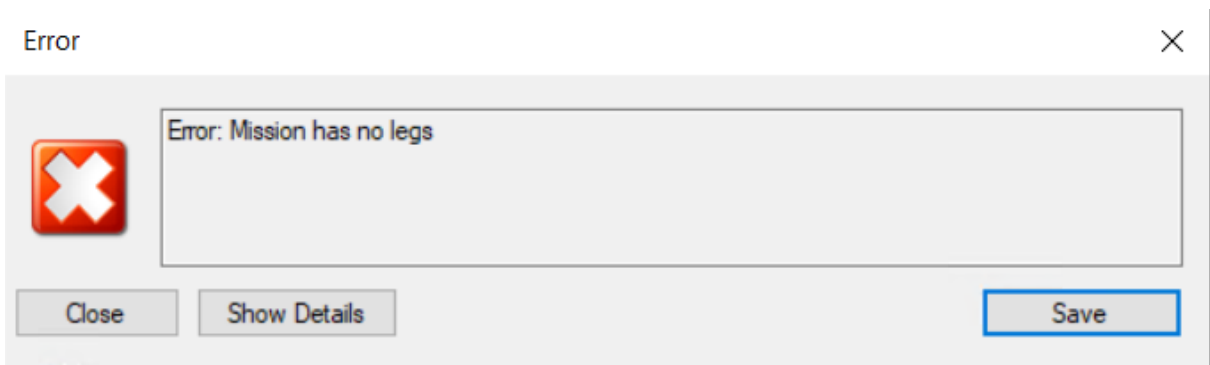 Error
Error: Mission has no legs
Close
Show Details
Save